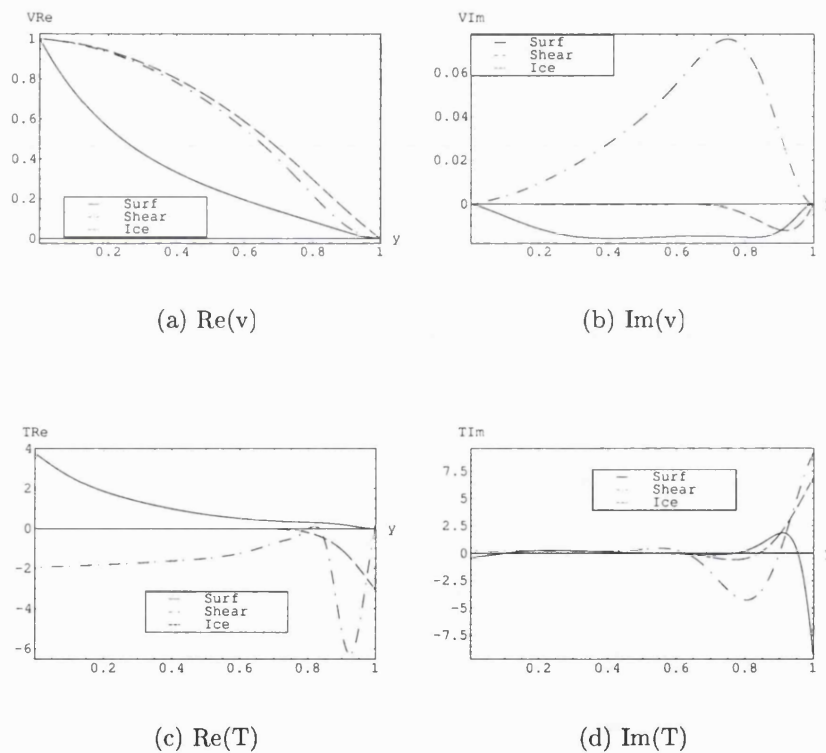 VRe
1
0.8
0.6
0.4
0.2
0
Surf
Shear
Ice
0.2 0.4 0.6 0.8 1
y
(a) Re(v)
VIm
0.06
0.04
0.02
0
Surf
Shear
Ice
0.2 0.4 0.6 0.8 1
(b) Im(v)
TRe
4
2
0
-2
-4
-6
Surf
Shear
Ice
y
0.2 0.4 0.6 0.8 1
(c) Re(T)
TIm
7.5
5
2.5
0
-2.5
-5
-7.5
Surf
Shear
Ice
0.2 0.4 0.6 0.8 1
(d) Im(T)